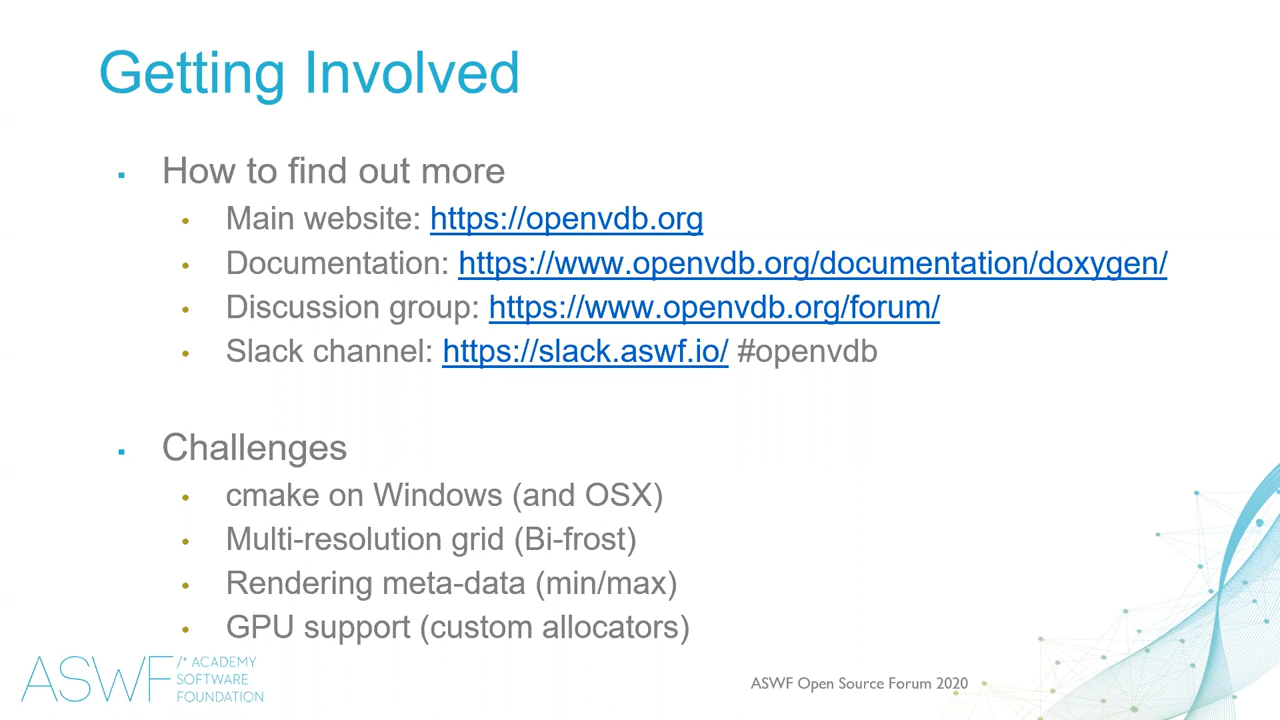 Getting Involved
How to find out more
Main website: https://openvdb.org
Documentation: https://www.openvdb.org/documentation/doxygen/
Discussion group: https://www.openvdb.org/forum/
Slack channel: https://slack.aswf.io/ #openvdb
Challenges
cmake on Windows (and OSX)
Multi-resolution grid (Bi-frost)
Rendering meta-data (min/max)
GPU support (custom allocators)
ASWF /* ACADEMY
SOFTWARE
FOUNDATION
ASWF Open Source Forum 2020